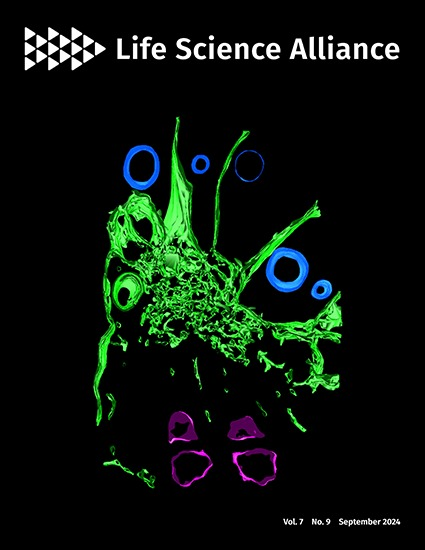 Life Science Alliance
Vol. 7 No. 9 September 2024